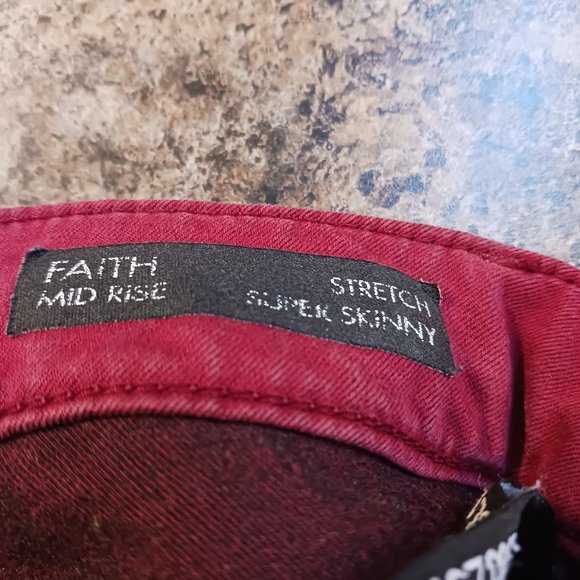 FAITH
MID RISE
STRETCH
SUPER SKINNY